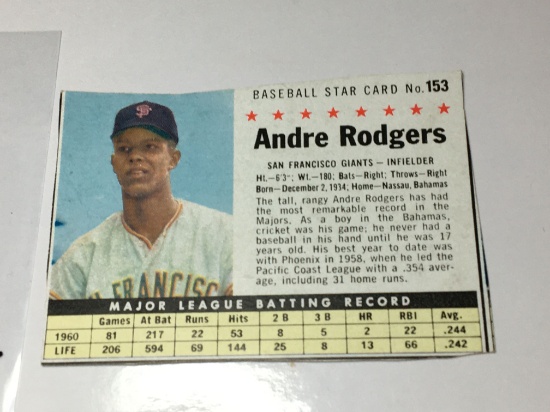 BASEBALL STAR CARD No. 153
★ ★ ★ ★ ★ ★ ★ ★
Andre Rodgers
SAN FRANCISCO GIANTS — INFIELDER
Ht.—6'3"; Wt.—180; Bats—Right; Throws—Right
Born—December 2, 1934; Home—Nassau, Bahamas
The tall, rangy Andre Rodgers has
had the most remarkable record in the
Majors. As a boy in the Bahamas,
cricket was his game; he never had a
baseball in his hand until he was 17
years old. His best year to date was
with Phoenix in 1958, when he led the
Pacific Coast League with a .354 aver-
age, including 31 home runs.
SF
N FRANCISC
MAJOR LEAGUE BATTING RECORD
Games At Bat Runs Hits 2 B 3 B HR RBI Avg.
1960 81 217 22 53 8 5 2 22 .244
LIFE 206 594 69 144 25 8 13 66 .242